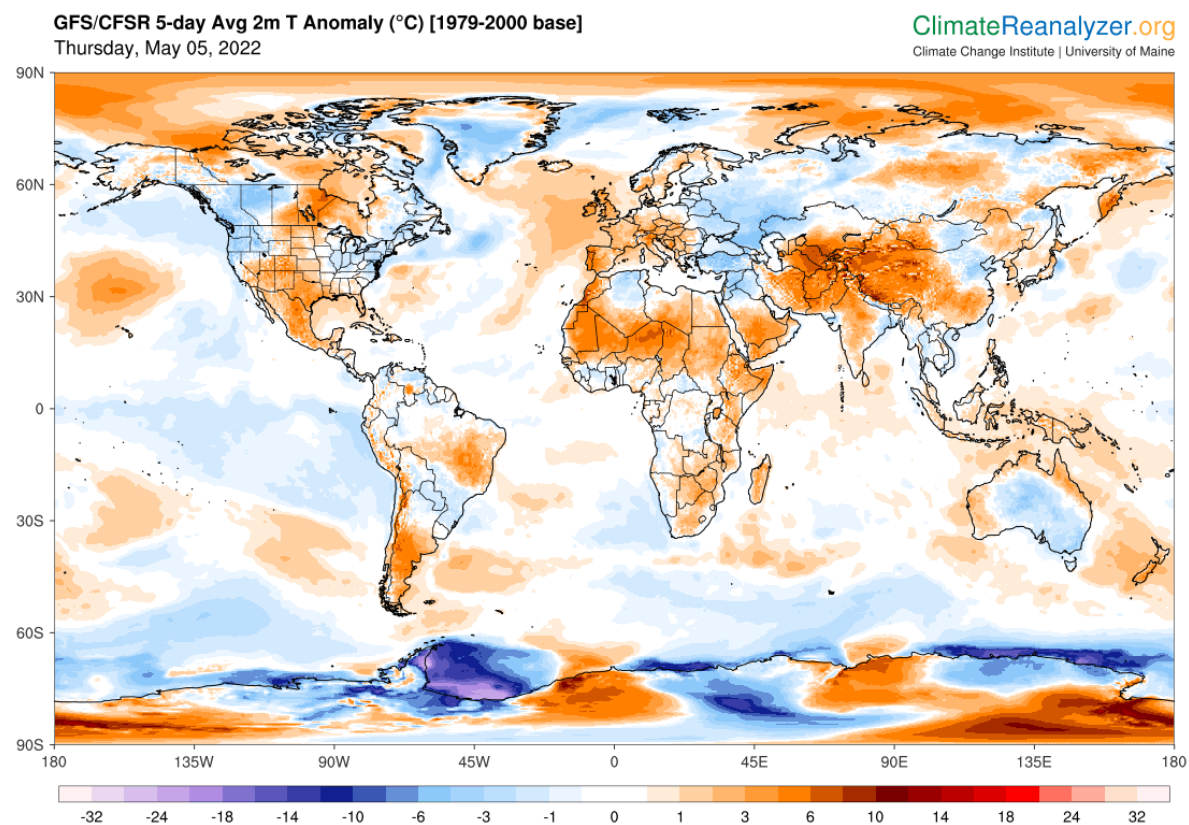 GFS/CFSR 5-day Avg 2m T Anomaly (°C) [1979-2000 base]
Thursday, May 05, 2022
ClimateReanalyzer.org
Climate Change Institute | University of Maine
90N
60N
30N
0
30S
60S
90S
180 135W 90W 45W 0 45E 90E 135E 180
-32 -24 -18 -14 -10 -6 -3 -1 0 1 3 6 10 14 18 24 32